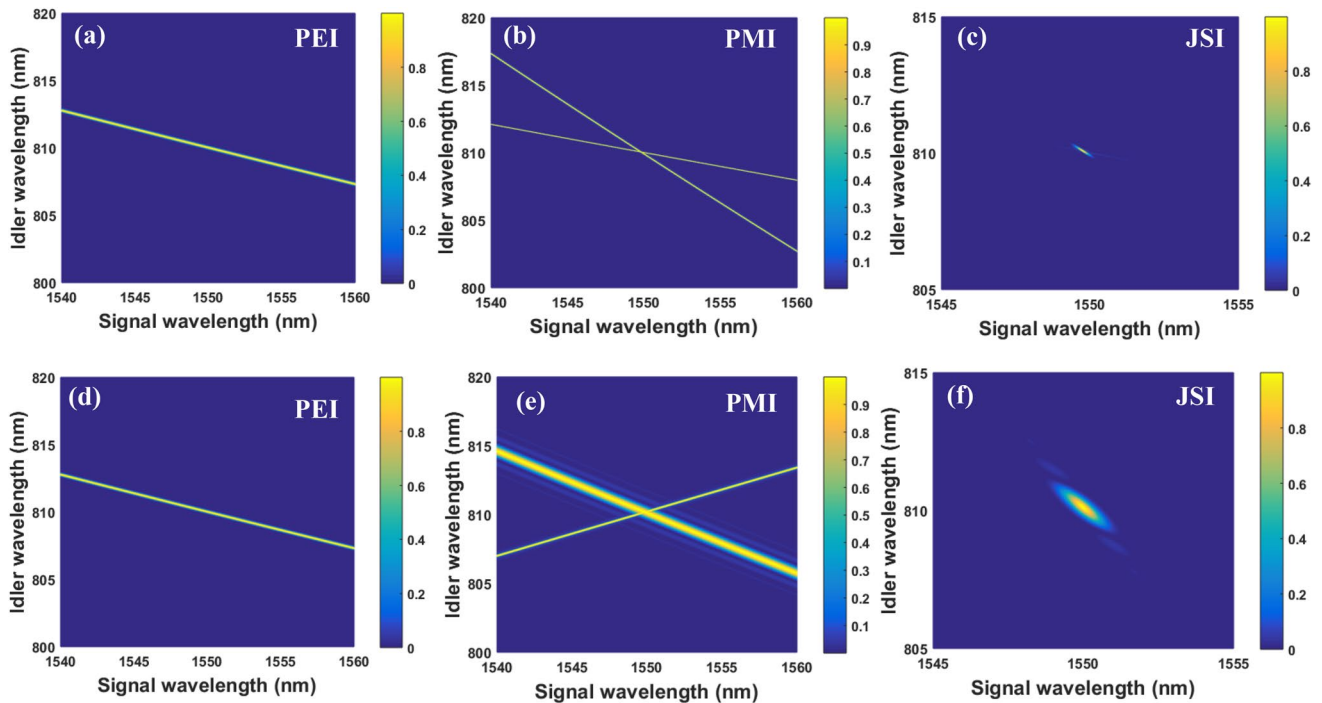 (a) PEI
820
815
810
805
800
1540 1545 1550 1555 1560
Signal wavelength (nm)
Idler wavelength (nm)
0.8
0.6
0.4
0.2
0
(b) PMI
820
815
810
805
800
1540 1545 1550 1555 1560
Signal wavelength (nm)
Idler wavelength (nm)
0.9
0.8
0.7
0.6
0.5
0.4
0.3
0.2
0.1
(c) JSI
815
810
805
1545 1550 1555
Signal wavelength (nm)
Idler wavelength (nm)
0.8
0.6
0.4
0.2
0
(d) PEI
820
815
810
805
800
1540 1545 1550 1555 1560
Signal wavelength (nm)
Idler wavelength (nm)
0.8
0.6
0.4
0.2
0
(e) PMI
820
815
810
805
800
1540 1545 1550 1555 1560
Signal wavelength (nm)
Idler wavelength (nm)
0.9
0.8
0.7
0.6
0.5
0.4
0.3
0.2
0.1
(f) JSI
815
810
805
1545 1550 1555
Signal wavelength (nm)
Idler wavelength (nm)
0.8
0.6
0.4
0.2
0